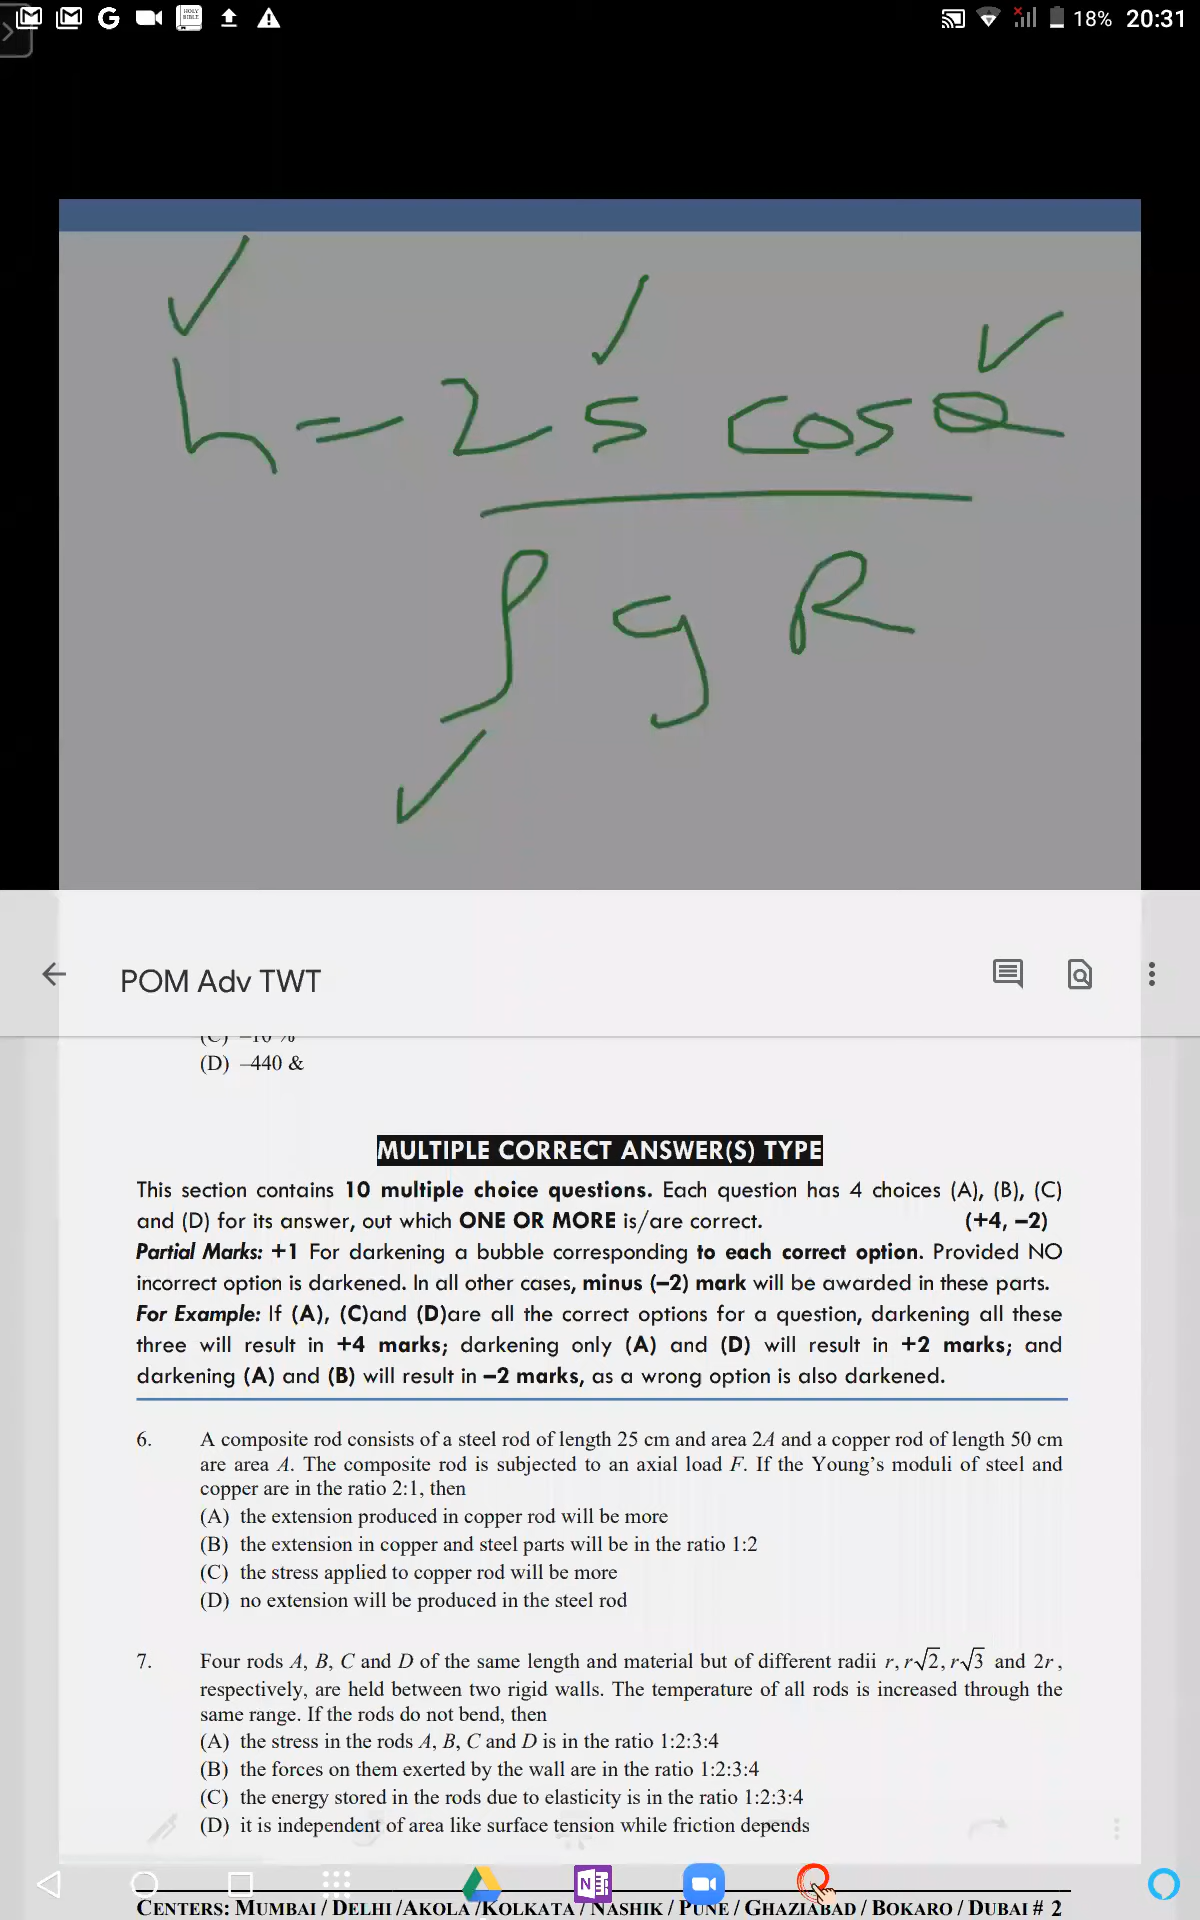 HOLY BIBLE 18% 20:31
h = 2 s cos θ
ρ g R
POM Adv TWT
(C) –10 %
(D) –440 &
MULTIPLE CORRECT ANSWER(S) TYPE
This section contains 10 multiple choice questions. Each question has 4 choices (A), (B), (C)
and (D) for its answer, out which ONE OR MORE is/are correct. (+4, –2)
Partial Marks: +1 For darkening a bubble corresponding to each correct option. Provided NO
incorrect option is darkened. In all other cases, minus (–2) mark will be awarded in these parts.
For Example: If (A), (C)and (D)are all the correct options for a question, darkening all these
three will result in +4 marks; darkening only (A) and (D) will result in +2 marks; and
darkening (A) and (B) will result in –2 marks, as a wrong option is also darkened.
6. A composite rod consists of a steel rod of length 25 cm and area 2A and a copper rod of length 50 cm
are area A. The composite rod is subjected to an axial load F. If the Young's moduli of steel and
copper are in the ratio 2:1, then
(A) the extension produced in copper rod will be more
(B) the extension in copper and steel parts will be in the ratio 1:2
(C) the stress applied to copper rod will be more
(D) no extension will be produced in the steel rod
7. Four rods A, B, C and D of the same length and material but of different radii r, r√2, r√3 and 2r,
respectively, are held between two rigid walls. The temperature of all rods is increased through the
same range. If the rods do not bend, then
(A) the stress in the rods A, B, C and D is in the ratio 1:2:3:4
(B) the forces on them exerted by the wall are in the ratio 1:2:3:4
(C) the energy stored in the rods due to elasticity is in the ratio 1:2:3:4
(D) it is independent of area like surface tension while friction depends
CENTERS: MUMBAI / DELHI /AKOLA /KOLKATA / NASHIK / PUNE / GHAZIABAD / BOKARO / DUBAI # 2